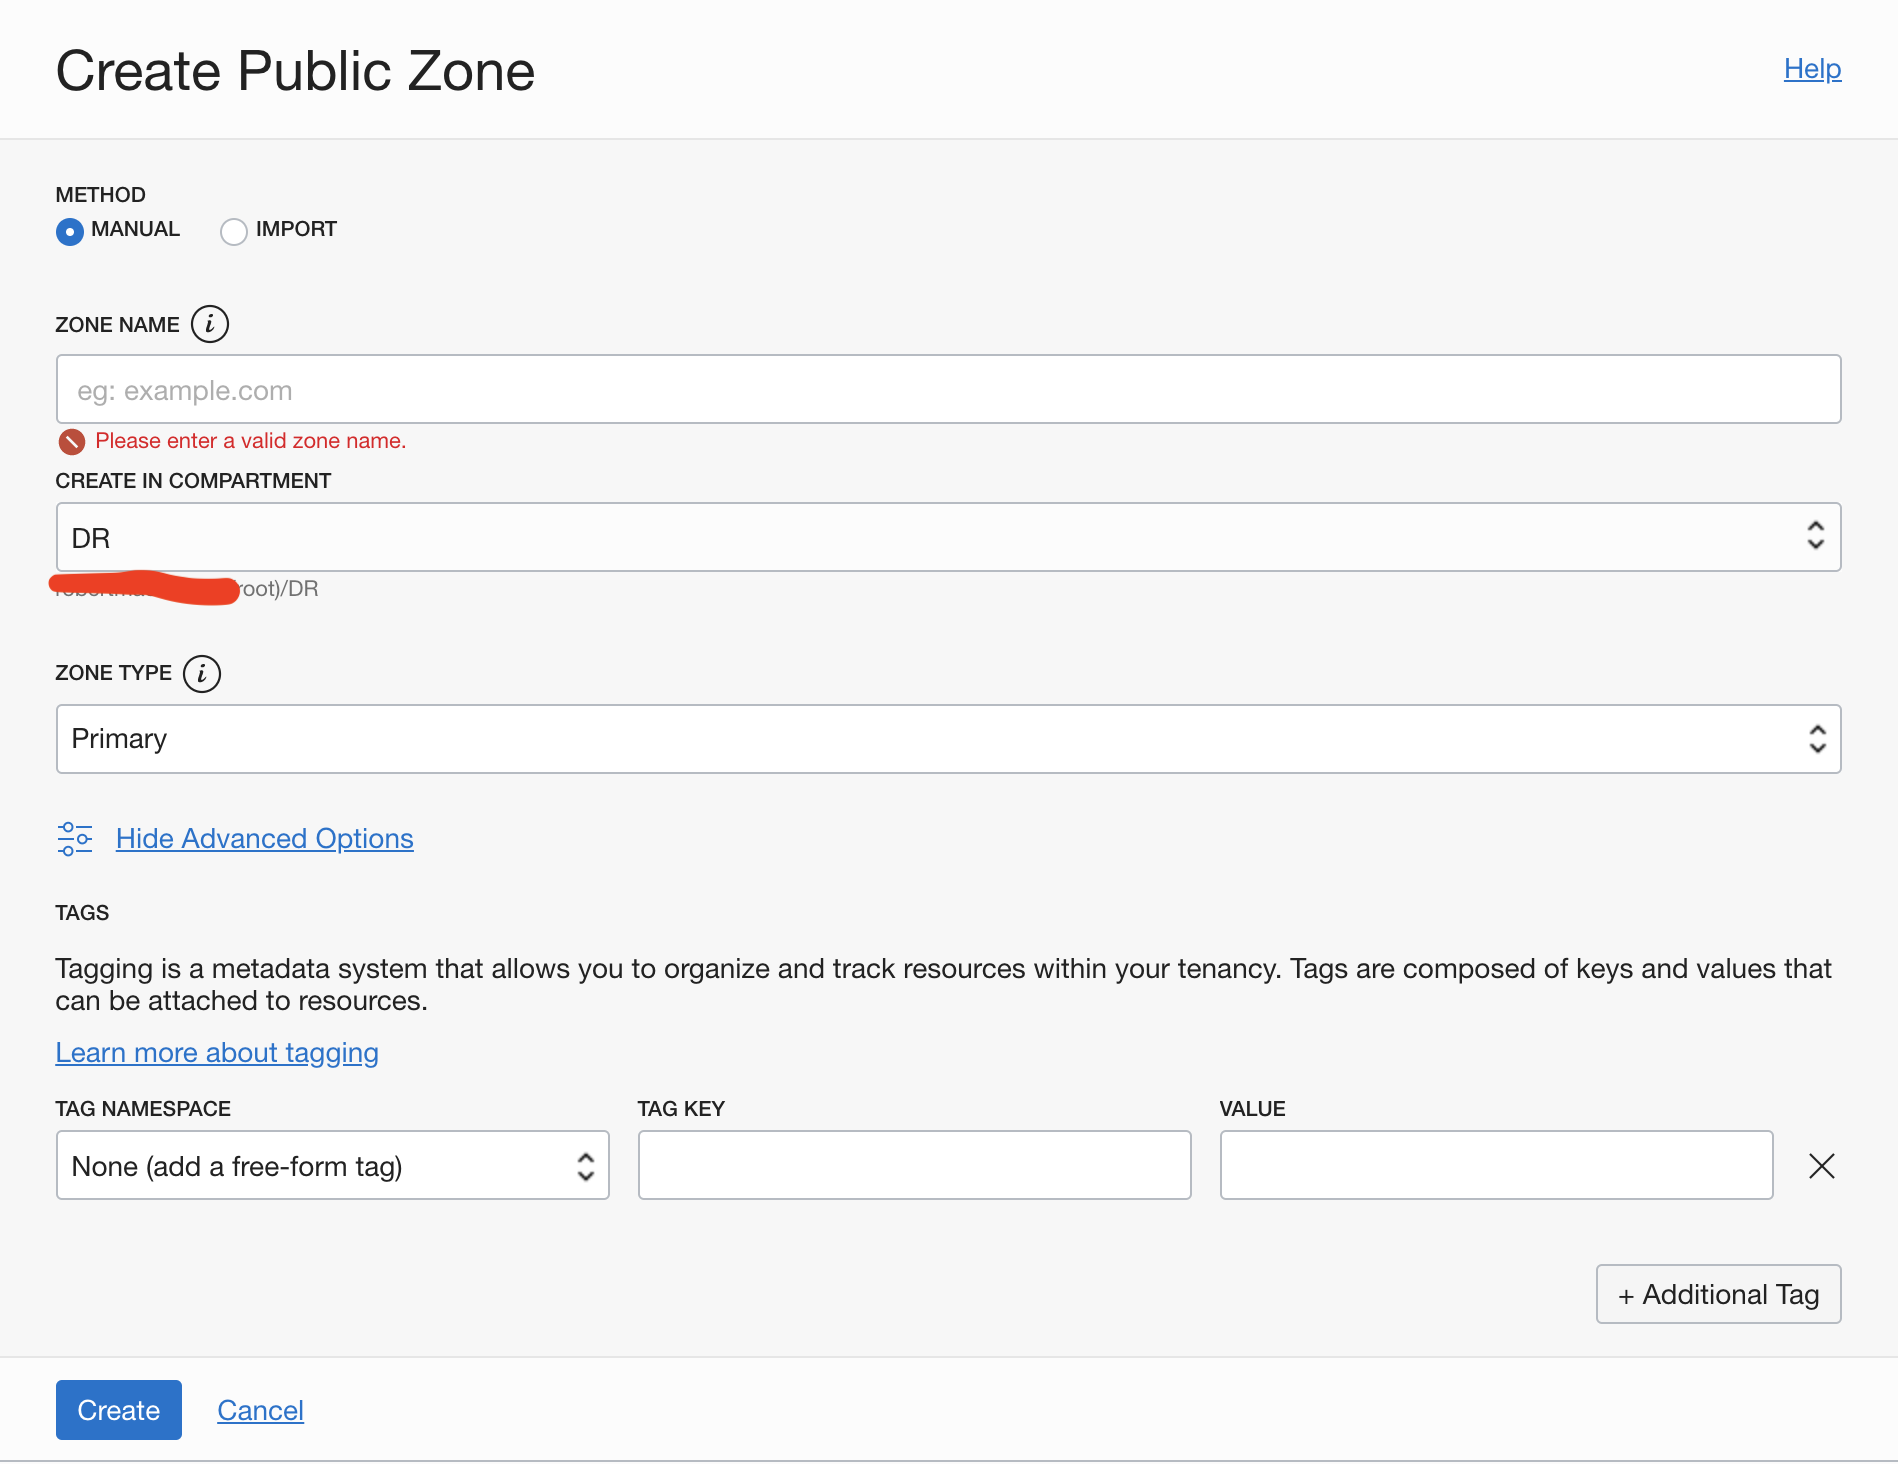 Create Public Zone
Help
METHOD
MANUAL
IMPORT
ZONE NAME i
eg: example.com
Please enter a valid zone name.
CREATE IN COMPARTMENT
DR
root)/DR
ZONE TYPE i
Primary
Hide Advanced Options
TAGS
Tagging is a metadata system that allows you to organize and track resources within your tenancy. Tags are composed of keys and values that
can be attached to resources.
Learn more about tagging
TAG NAMESPACE
TAG KEY
VALUE
None (add a free-form tag)
+ Additional Tag
Create
Cancel